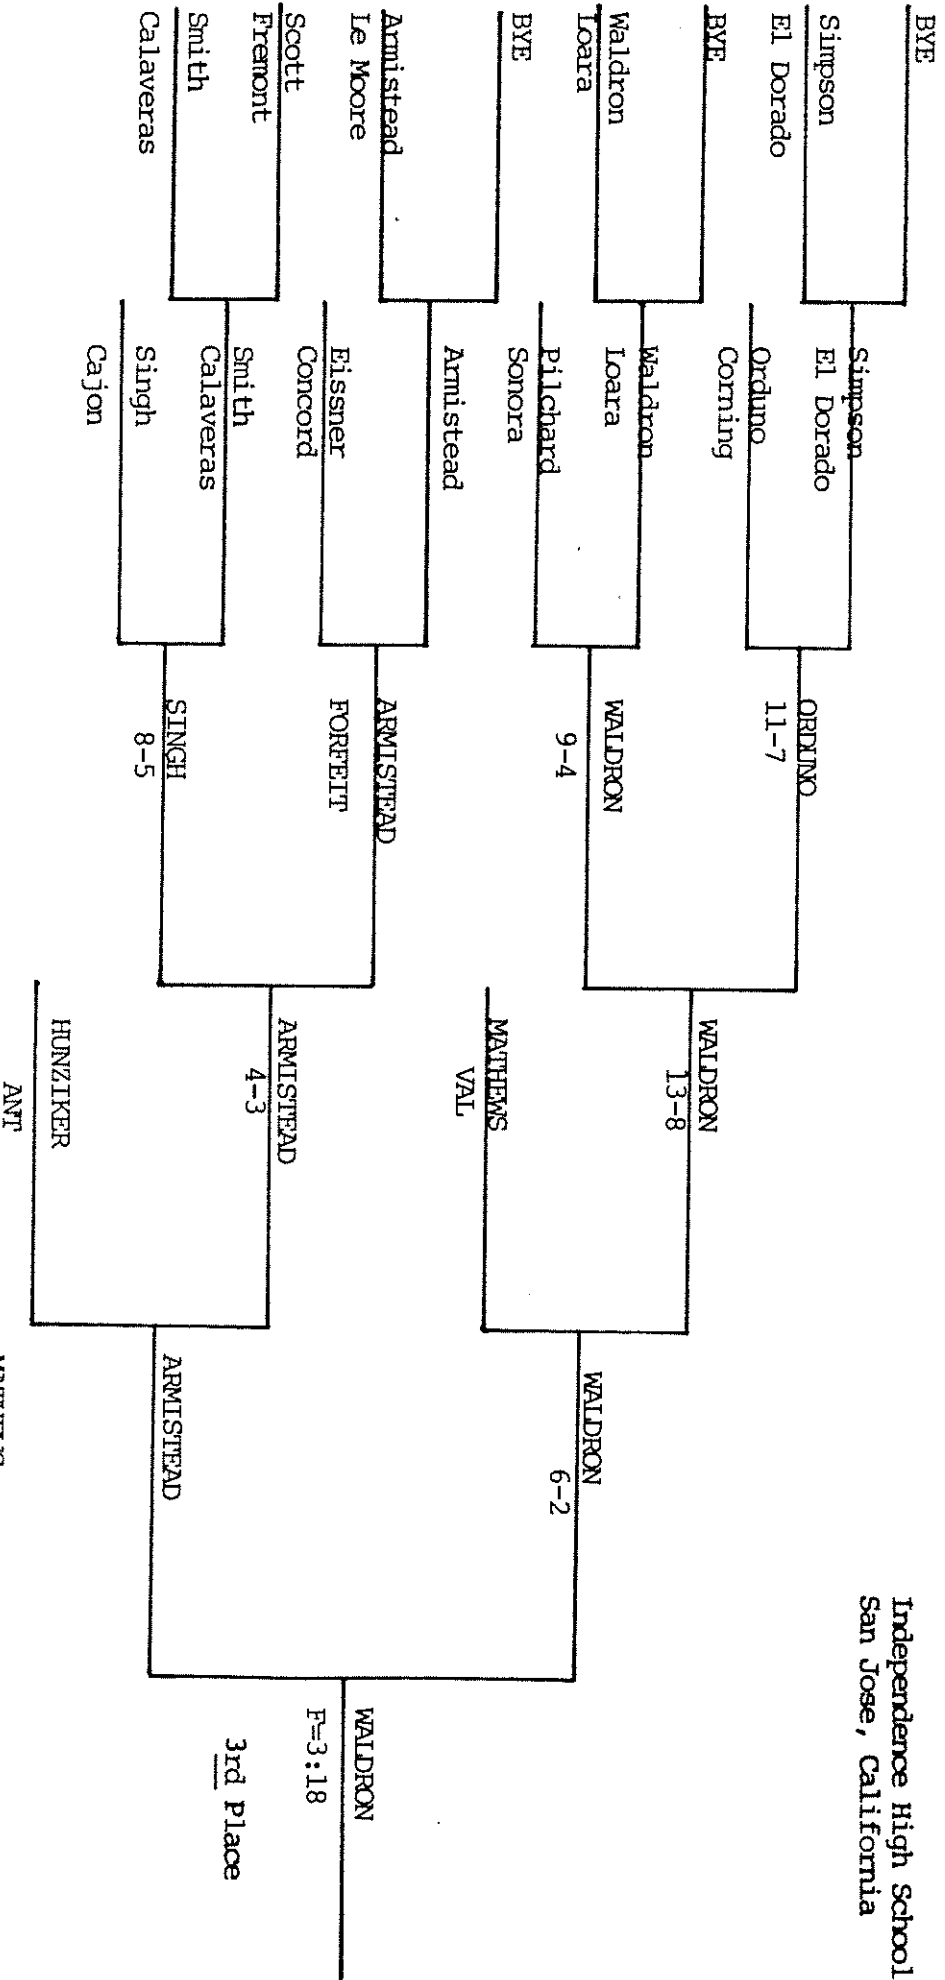 Independence High School
San Jose, California
BYE
Simpson
El Dorado
BYE
Waldron
Loara
BYE
Armistead
Le Moore
Scott
Fremont
Smith
Calaveras
Simpson
El Dorado
Orduno
Corning
Waldron
Loara
Pilchard
Sonora
Armistead
Eissner
Concord
Smith
Calaveras
Singh
Cajon
ORDUNO
11-7
WALDRON
9-4
ARMISTEAD
FORFEIT
SINGH
8-5
WALDRON
13-8
MATHEWS
VAL
ARMISTEAD
4-3
HUNZIKER
ANT
WALDRON
6-2
ARMISTEAD
WALDRON
F=3:18
3rd Place